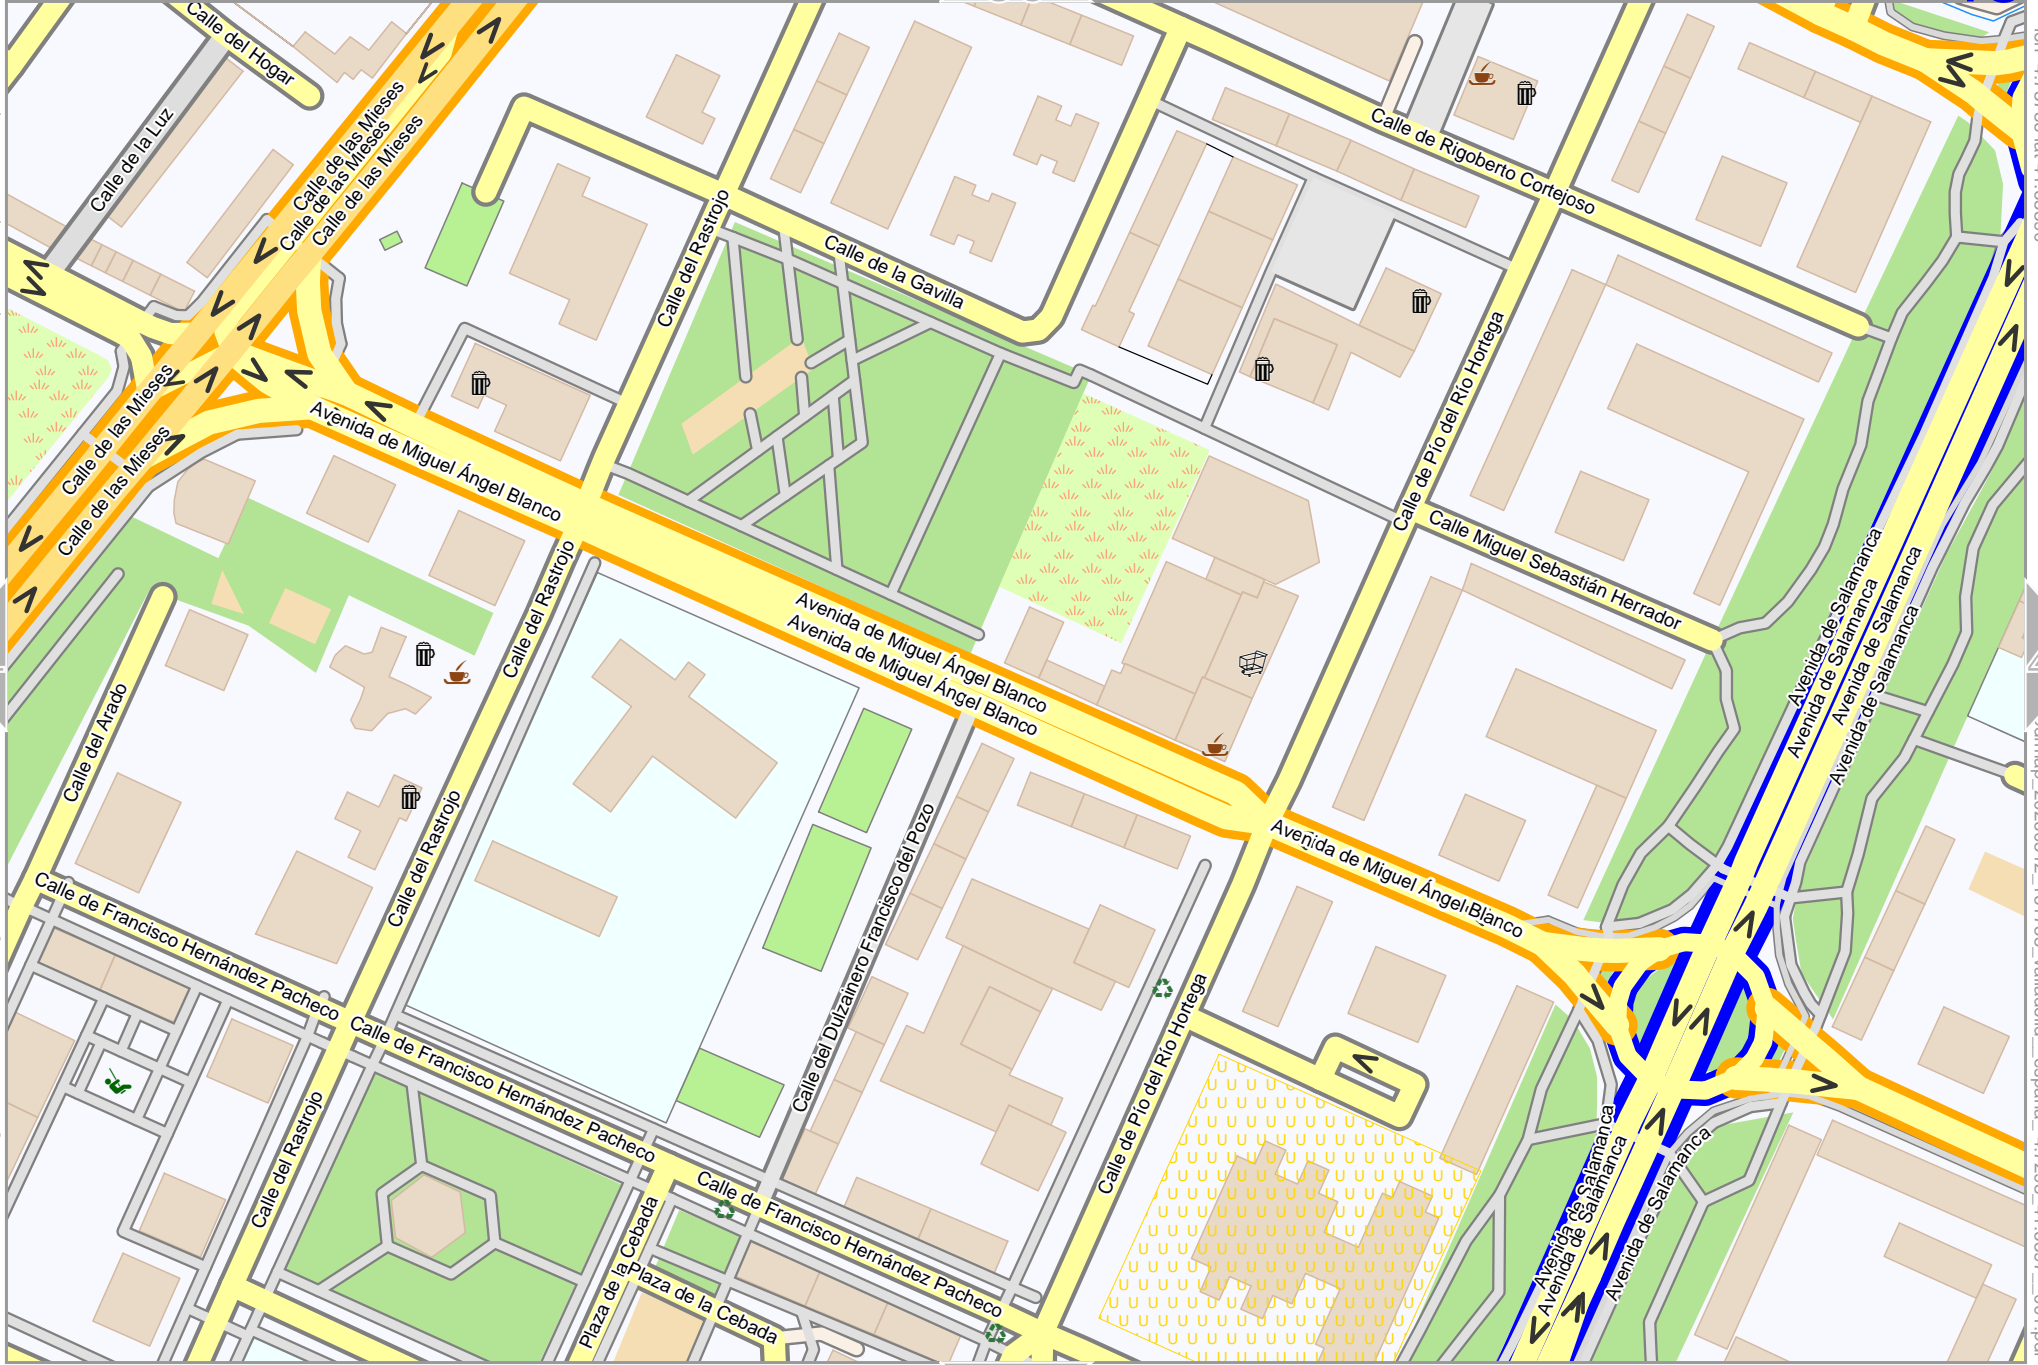 Calle del Hogar
Calle de la Luz
Calle de las Mieses
Calle de las Mieses
Calle de las Mieses
Calle de Rigoberto Cortejoso
Calle del Rastrojo
Calle de la Gavilla
Calle de Pío del Río Hortega
Calle de las Mieses
Calle de las Mieses
Avenida de Miguel Ángel Blanco
Calle Miguel Sebastián Herrador
Calle del Rastrojo
Avenida de Miguel Ángel Blanco
Avenida de Miguel Ángel Blanco
Avenida de Salamanca
Avenida de Salamanca
Avenida de Salamanca
Avenida de Salamanca
Calle del Arado
Calle del Rastrojo
Calle del Dulzainero Francisco del Pozo
Avenida de Miguel Ángel Blanco
Calle de Francisco Hernández Pacheco
Calle de Francisco Hernández Pacheco
Calle de Pío del Río Hortega
Calle del Rastrojo
Calle de Francisco Hernández Pacheco
Plaza de la Cebada
Plaza de la Cebada
Avenida de Salamanca
Avenida de Salamanca
Avenida de Salamanca